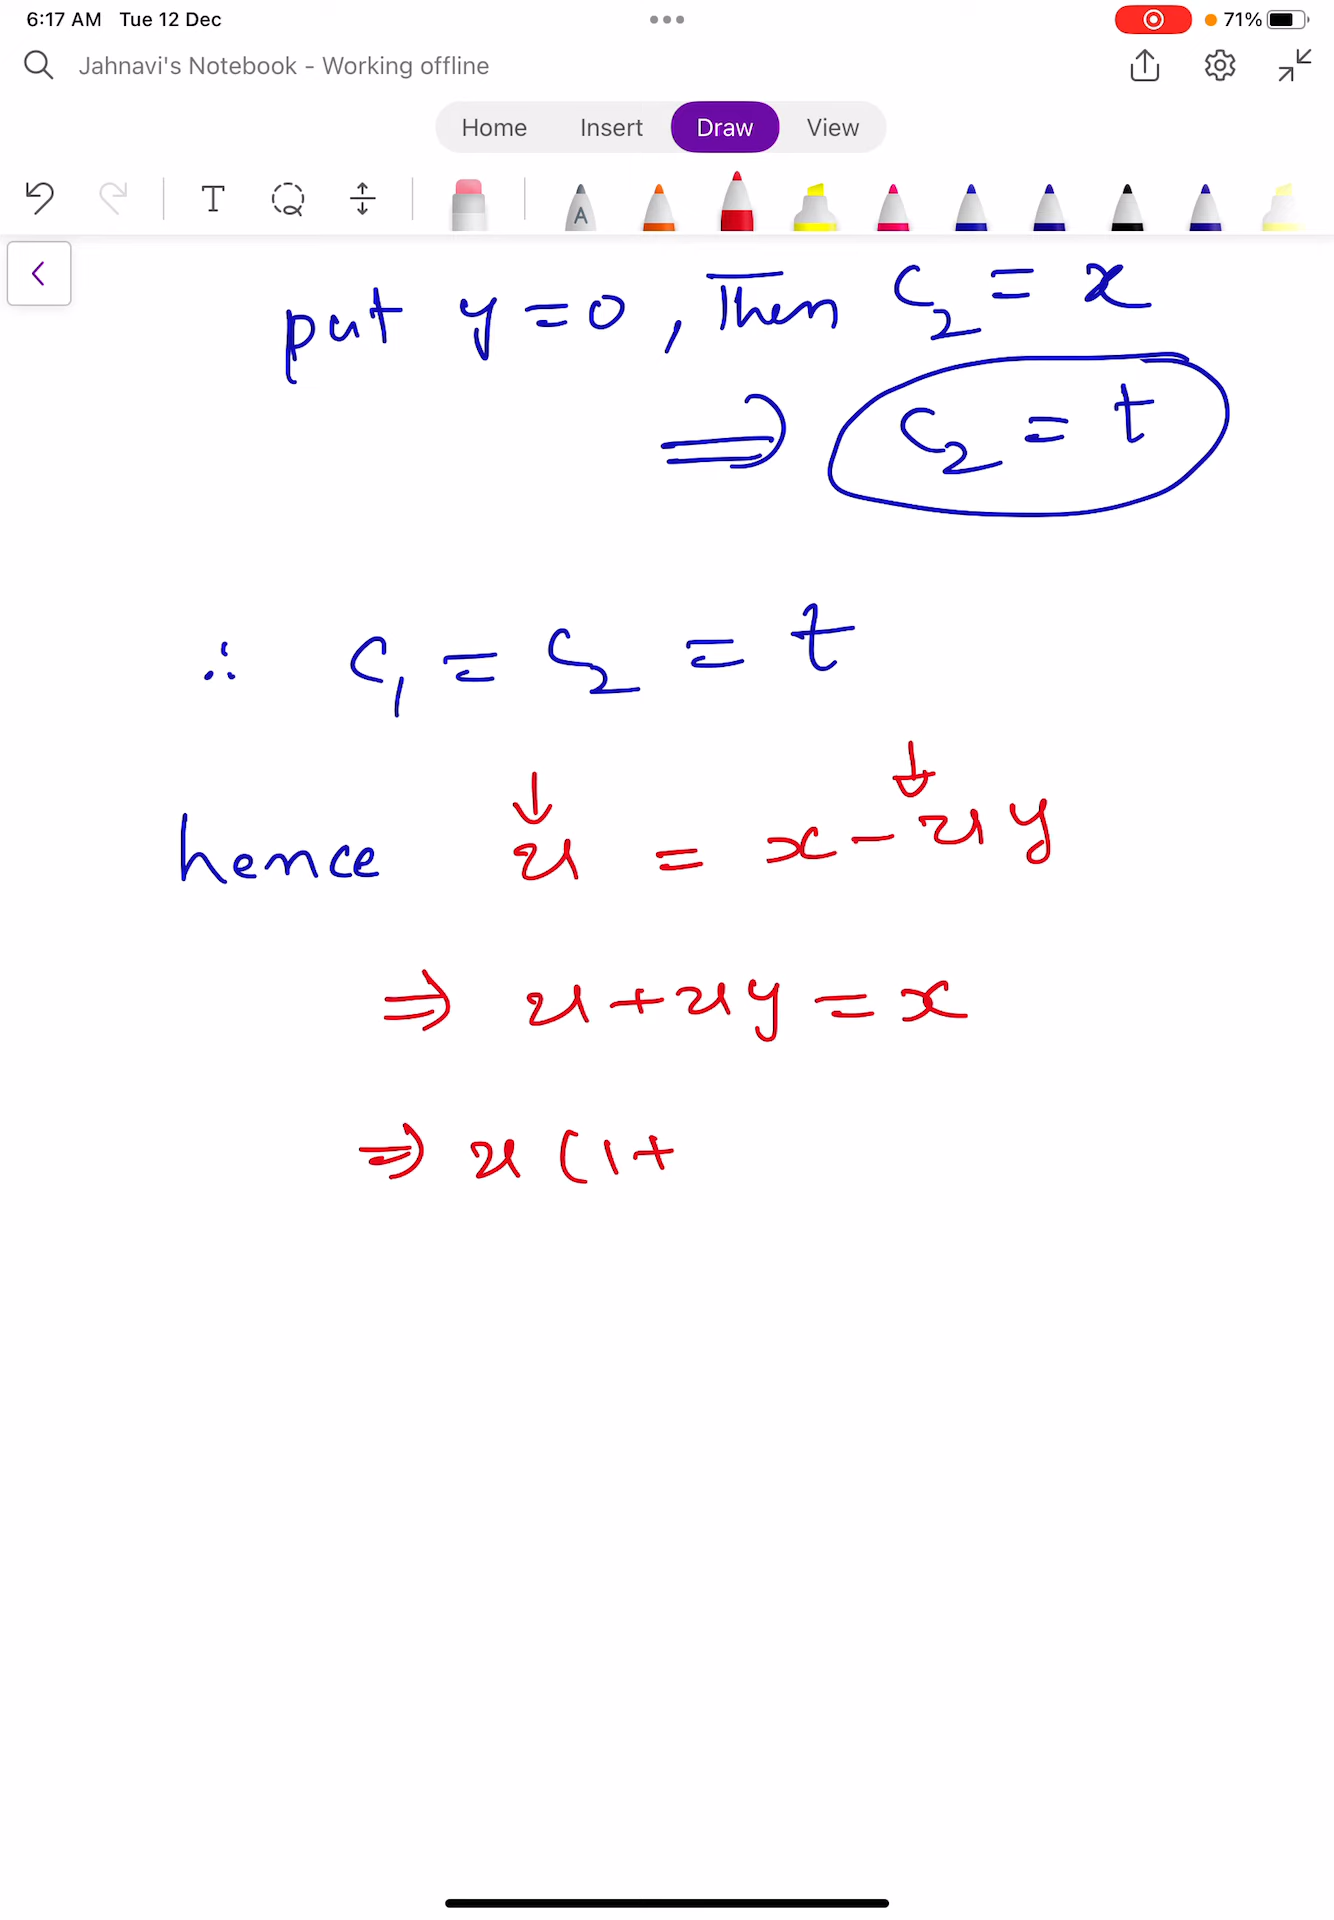 6:17 AM Tue 12 Dec 71%
Jahnavi's Notebook - Working offline
Home Insert Draw View
T A
put y = 0, Then c₂ = x
⇒ c₂ = t
∴ c₁ = c₂ = t
hence u = x - uy
⇒ u + uy = x
⇒ u (1+